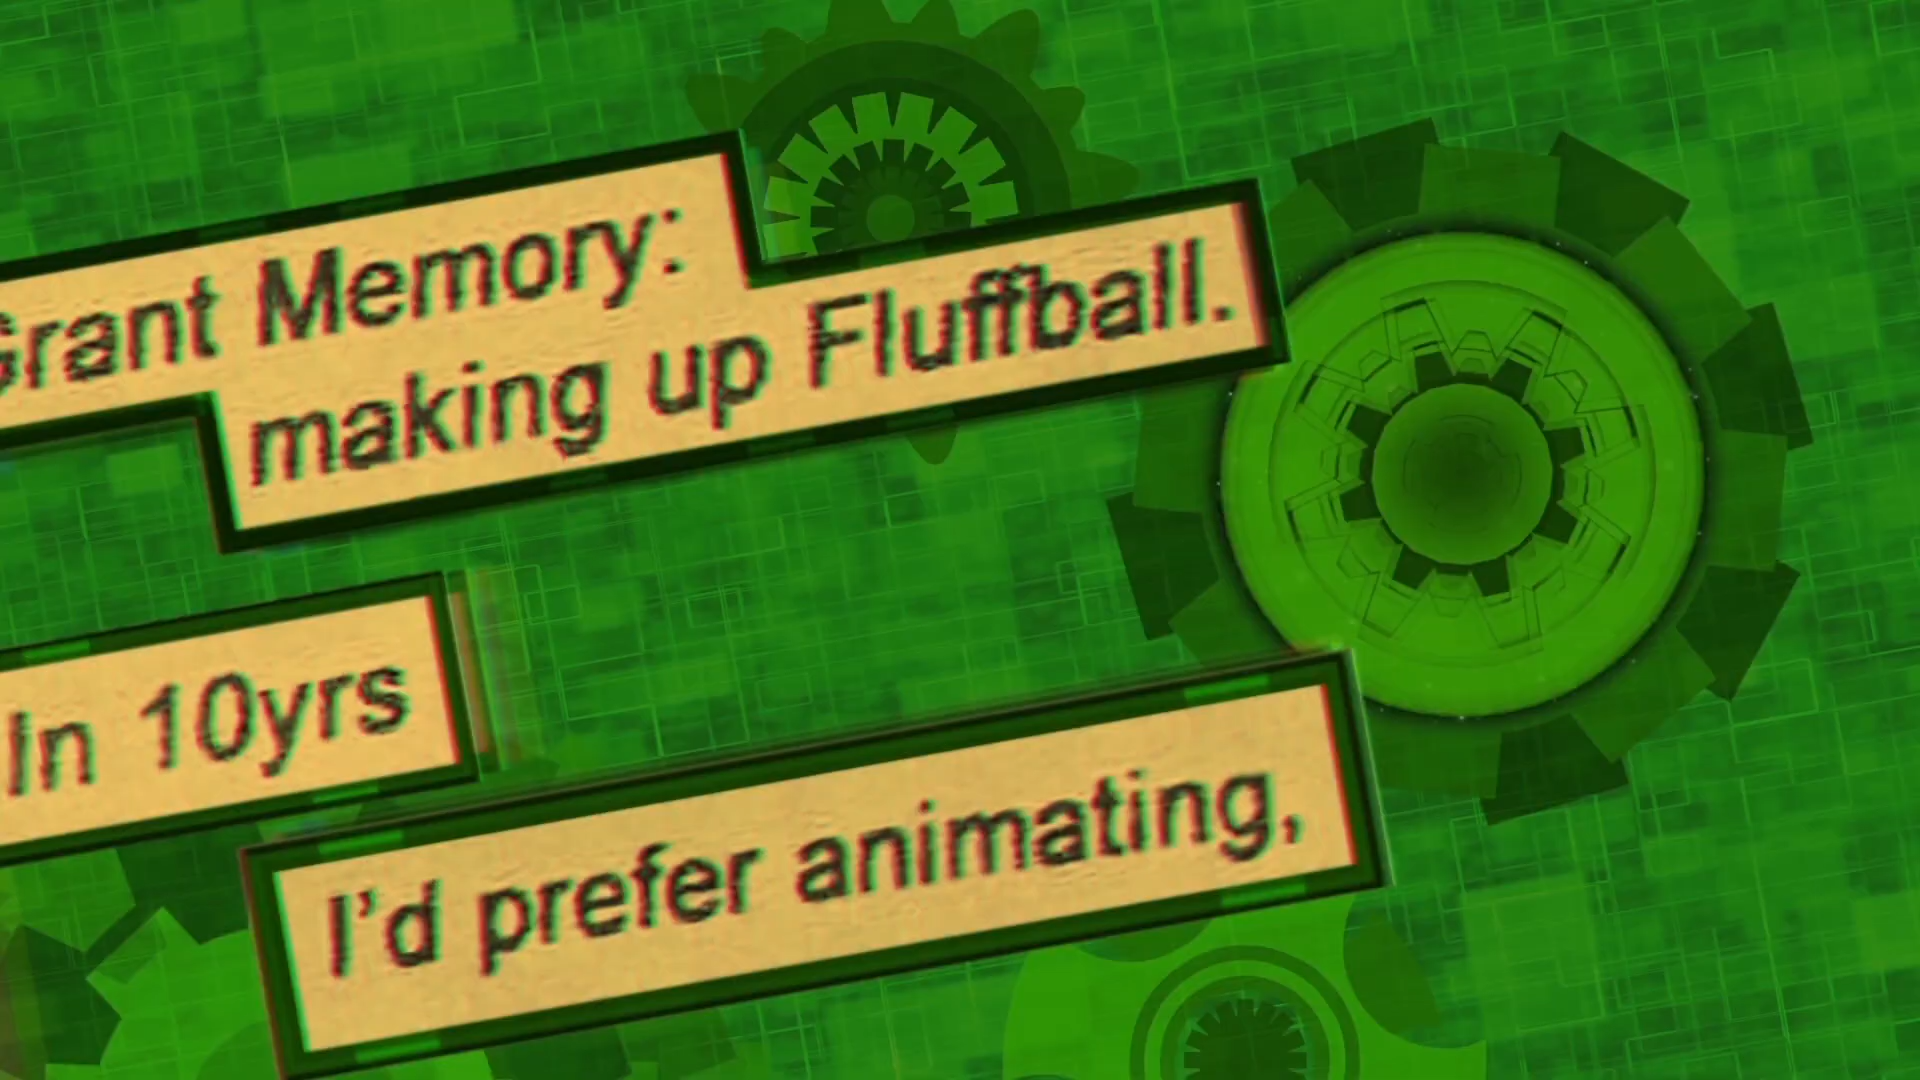 Grant Memory:
making up Fluffball.
In 10yrs
I'd prefer animating,